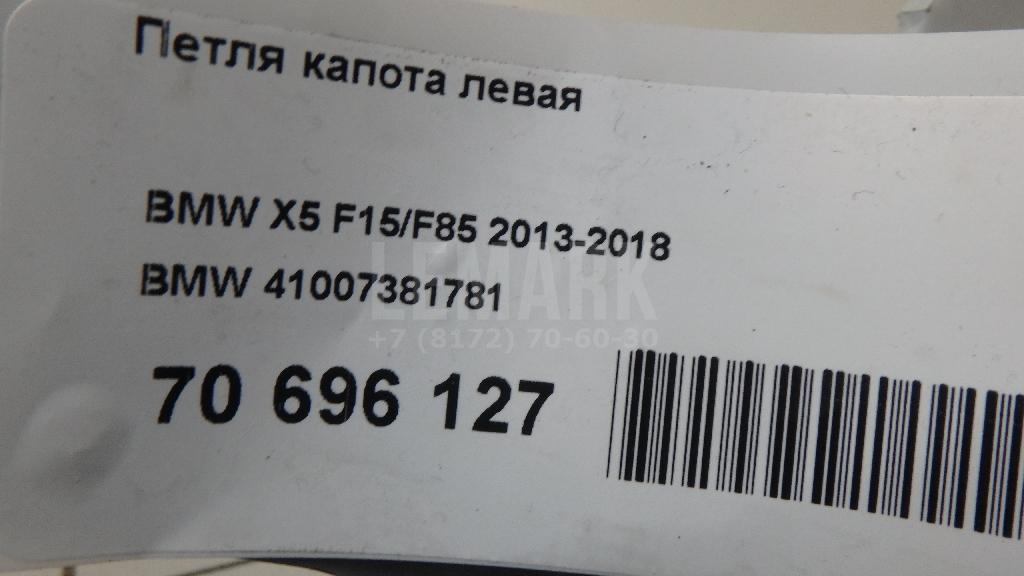 Петля капота левая
BMW X5 F15/F85 2013-2018
BMW 41007381781
LEMARK
+7 (8172) 70-60-30
70 696 127